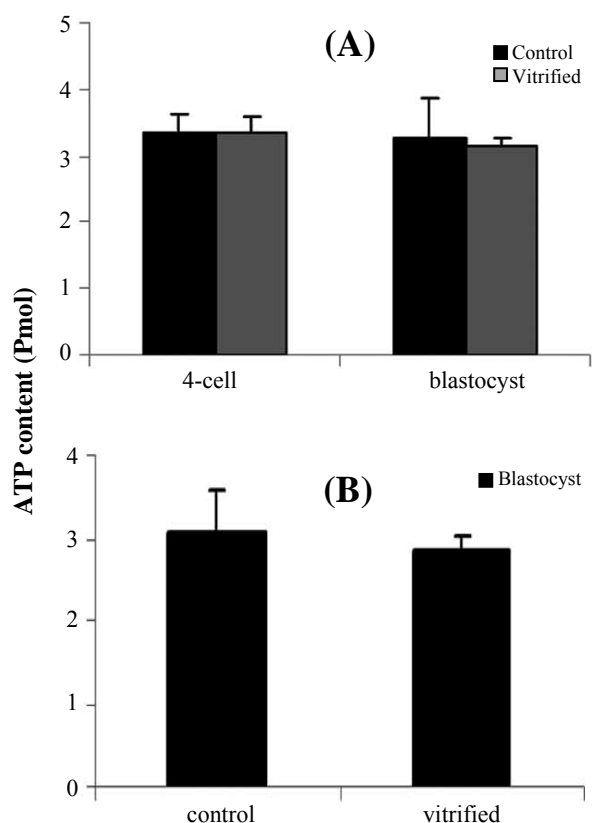 ATP content (Pmol)
(A)
Control
Vitrified
5
4
3
2
1
0
4-cell
blastocyst
(B)
Blastocyst
4
3
2
1
0
control
vitrified